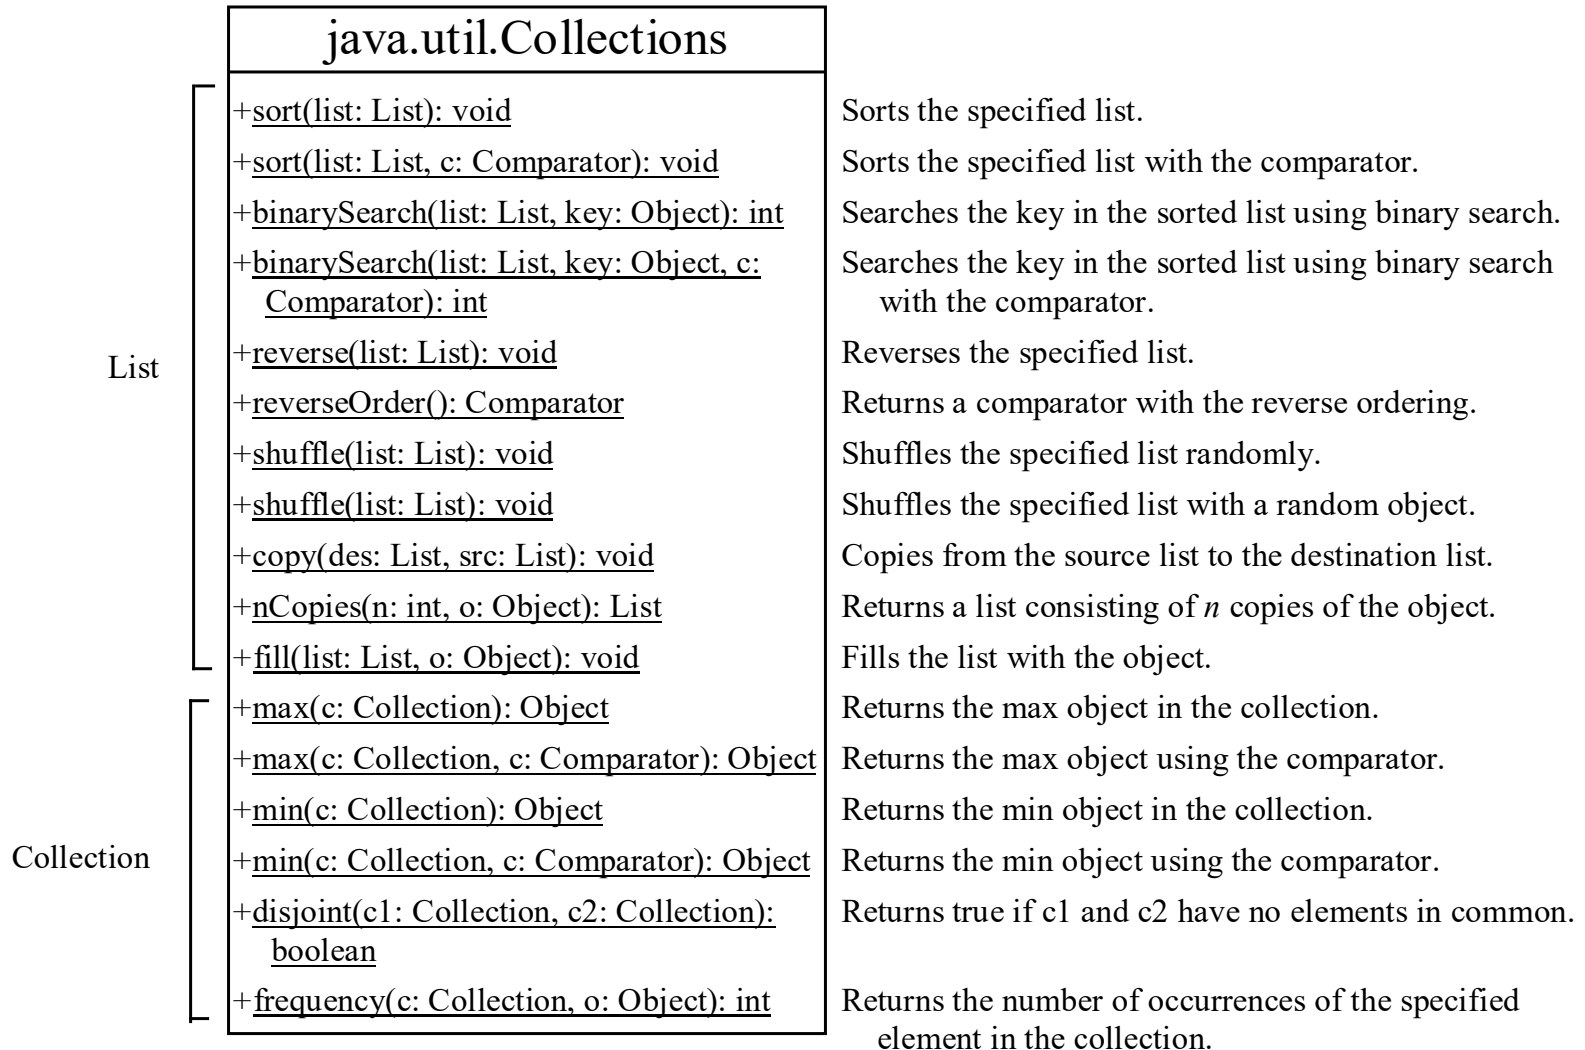 java.util.Collections
List
+sort(list: List): void Sorts the specified list.
+sort(list: List, c: Comparator): void Sorts the specified list with the comparator.
+binarySearch(list: List, key: Object): int Searches the key in the sorted list using binary search.
+binarySearch(list: List, key: Object, c: Searches the key in the sorted list using binary search
Comparator): int with the comparator.
+reverse(list: List): void Reverses the specified list.
+reverseOrder(): Comparator Returns a comparator with the reverse ordering.
+shuffle(list: List): void Shuffles the specified list randomly.
+shuffle(list: List): void Shuffles the specified list with a random object.
+copy(des: List, src: List): void Copies from the source list to the destination list.
+nCopies(n: int, o: Object): List Returns a list consisting of n copies of the object.
+fill(list: List, o: Object): void Fills the list with the object.
Collection
+max(c: Collection): Object Returns the max object in the collection.
+max(c: Collection, c: Comparator): Object Returns the max object using the comparator.
+min(c: Collection): Object Returns the min object in the collection.
+min(c: Collection, c: Comparator): Object Returns the min object using the comparator.
+disjoint(c1: Collection, c2: Collection): Returns true if c1 and c2 have no elements in common.
boolean
+frequency(c: Collection, o: Object): int Returns the number of occurrences of the specified
element in the collection.